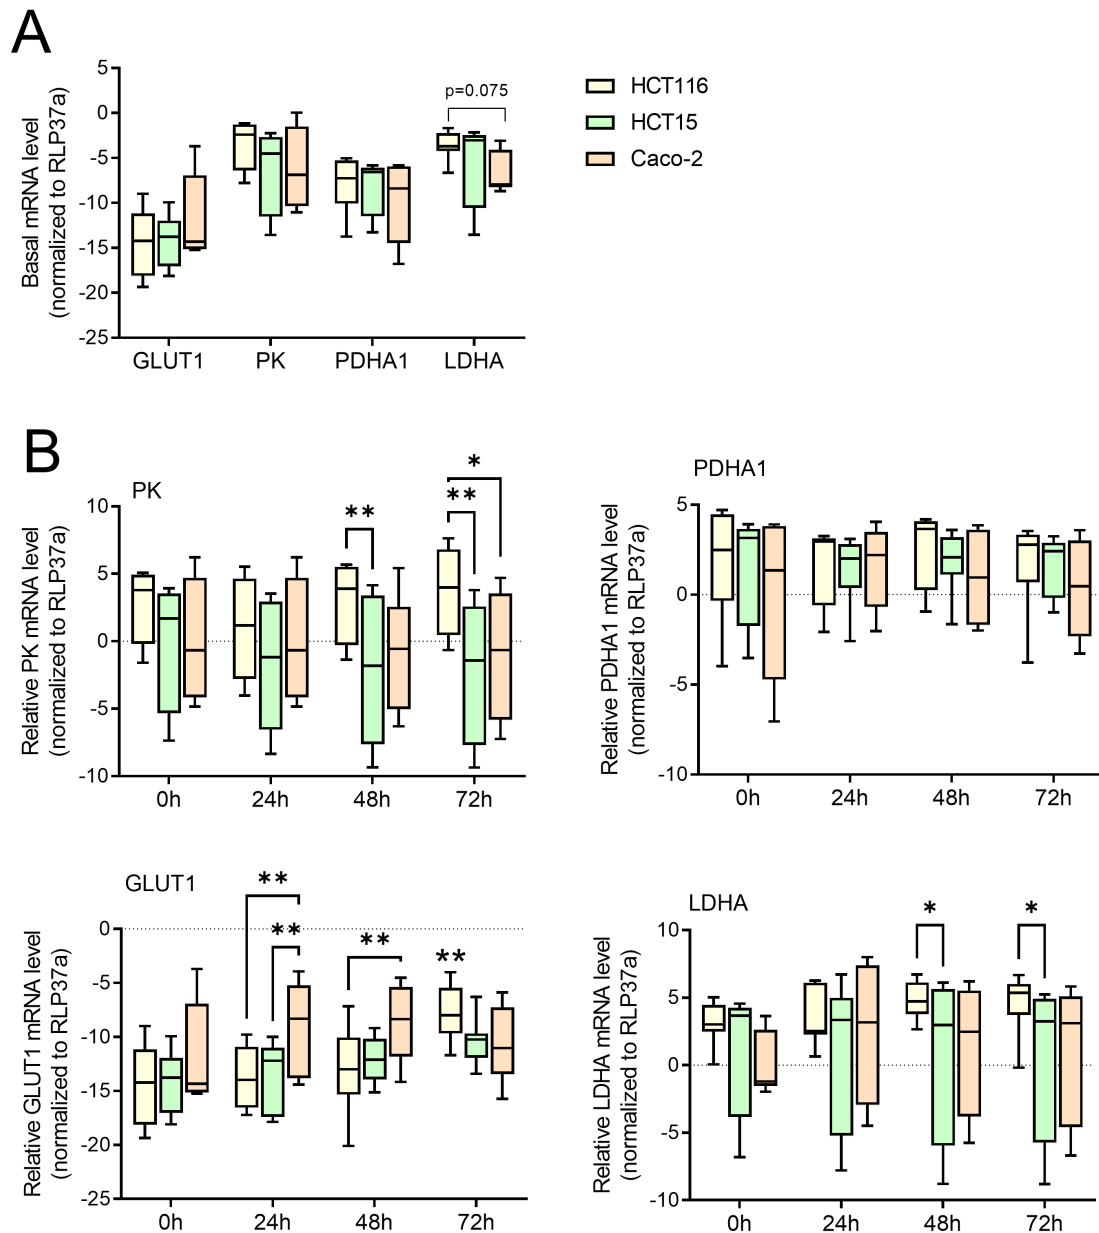 A
Basal mRNA level
(normalized to RLP37a)
5
0
-5
-10
-15
-20
-25
p=0.075
GLUT1 PK PDHA1 LDHA
HCT116
HCT15
Caco-2
B
PK
Relative PK mRNA level
(normalized to RLP37a)
10
5
0
-5
-10
**
**
*
0h 24h 48h 72h
PDHA1
Relative PDHA1 mRNA level
(normalized to RLP37a)
5
0
-5
-10
0h 24h 48h 72h
GLUT1
Relative GLUT1 mRNA level
(normalized to RLP37a)
0
-5
-10
-15
-20
-25
**
**
**
**
0h 24h 48h 72h
LDHA
Relative LDHA mRNA level
(normalized to RLP37a)
10
5
0
-5
-10
*
*
0h 24h 48h 72h